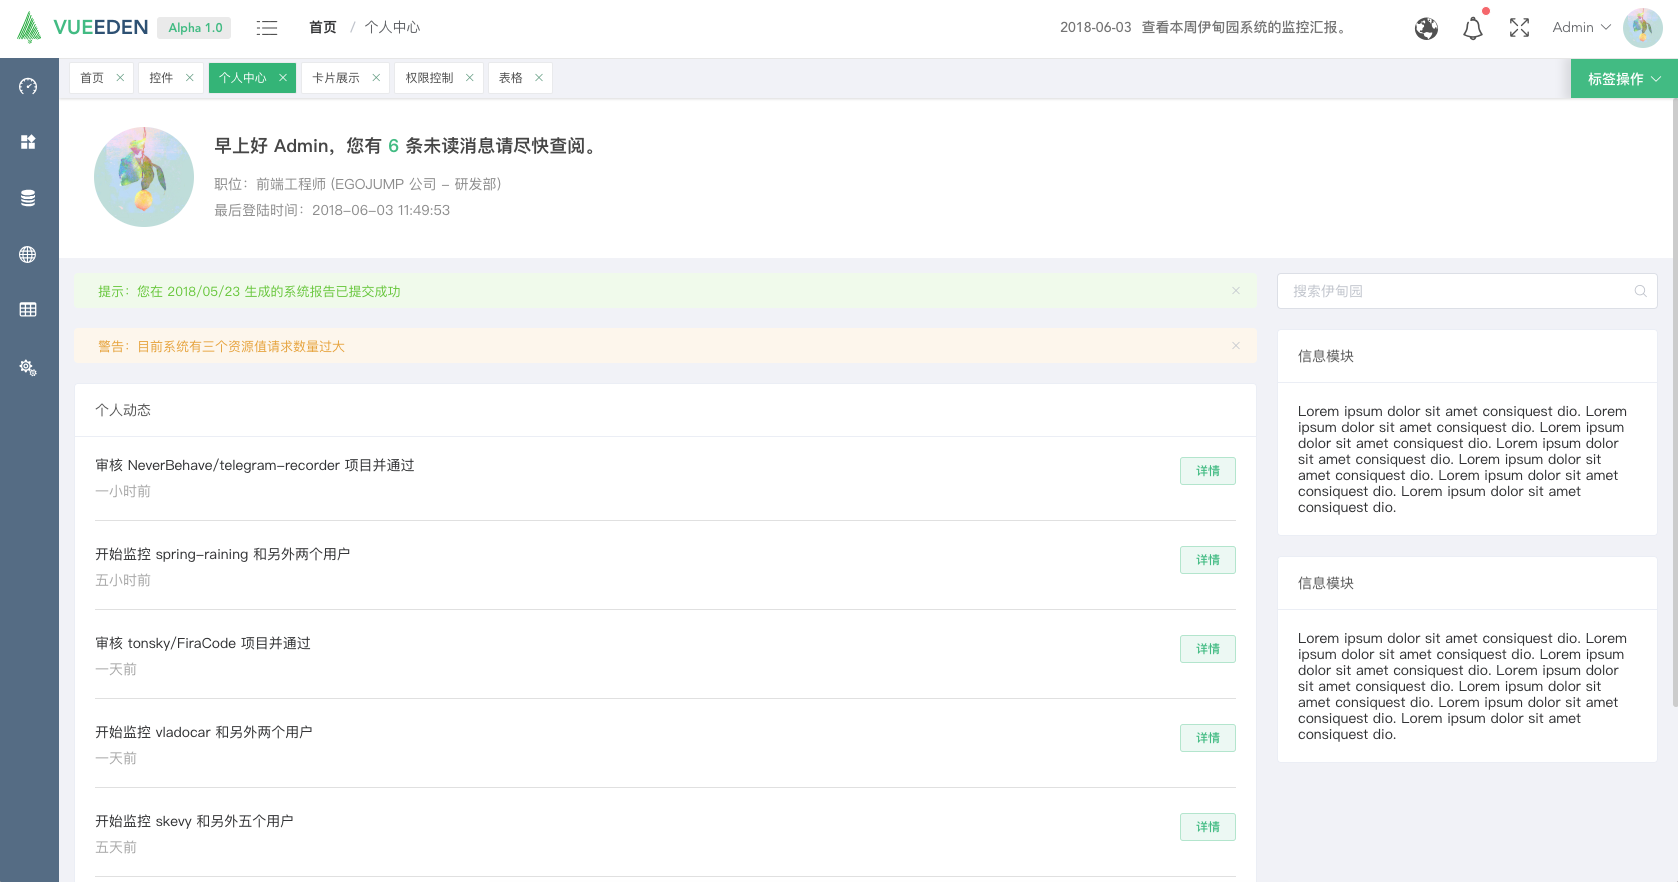 VUEEDEN Alpha 1.0 首页 / 个人中心 2018-06-03 查看本周伊甸园系统的监控汇报。 Admin
首页 控件 个人中心 卡片展示 权限控制 表格 标签操作
早上好 Admin，您有 6 条未读消息请尽快查阅。
职位：前端工程师 (EGOJUMP 公司 - 研发部)
最后登陆时间：2018-06-03 11:49:53
提示：您在 2018/05/23 生成的系统报告已提交成功
警告：目前系统有三个资源值请求数量过大
个人动态
审核 NeverBehave/telegram-recorder 项目并通过
一小时前
详情
开始监控 spring-raining 和另外两个用户
五小时前
详情
审核 tonsky/FiraCode 项目并通过
一天前
详情
开始监控 vladocar 和另外两个用户
一天前
详情
开始监控 skevy 和另外五个用户
五天前
详情
搜索伊甸园
信息模块
Lorem ipsum dolor sit amet consiquest dio. Lorem
ipsum dolor sit amet consiquest dio. Lorem ipsum
dolor sit amet consiquest dio. Lorem ipsum dolor
sit amet consiquest dio. Lorem ipsum dolor sit
amet consiquest dio. Lorem ipsum dolor sit amet
consiquest dio. Lorem ipsum dolor sit amet
consiquest dio.
信息模块
Lorem ipsum dolor sit amet consiquest dio. Lorem
ipsum dolor sit amet consiquest dio. Lorem ipsum
dolor sit amet consiquest dio. Lorem ipsum dolor
sit amet consiquest dio. Lorem ipsum dolor sit
amet consiquest dio. Lorem ipsum dolor sit amet
consiquest dio. Lorem ipsum dolor sit amet
consiquest dio.